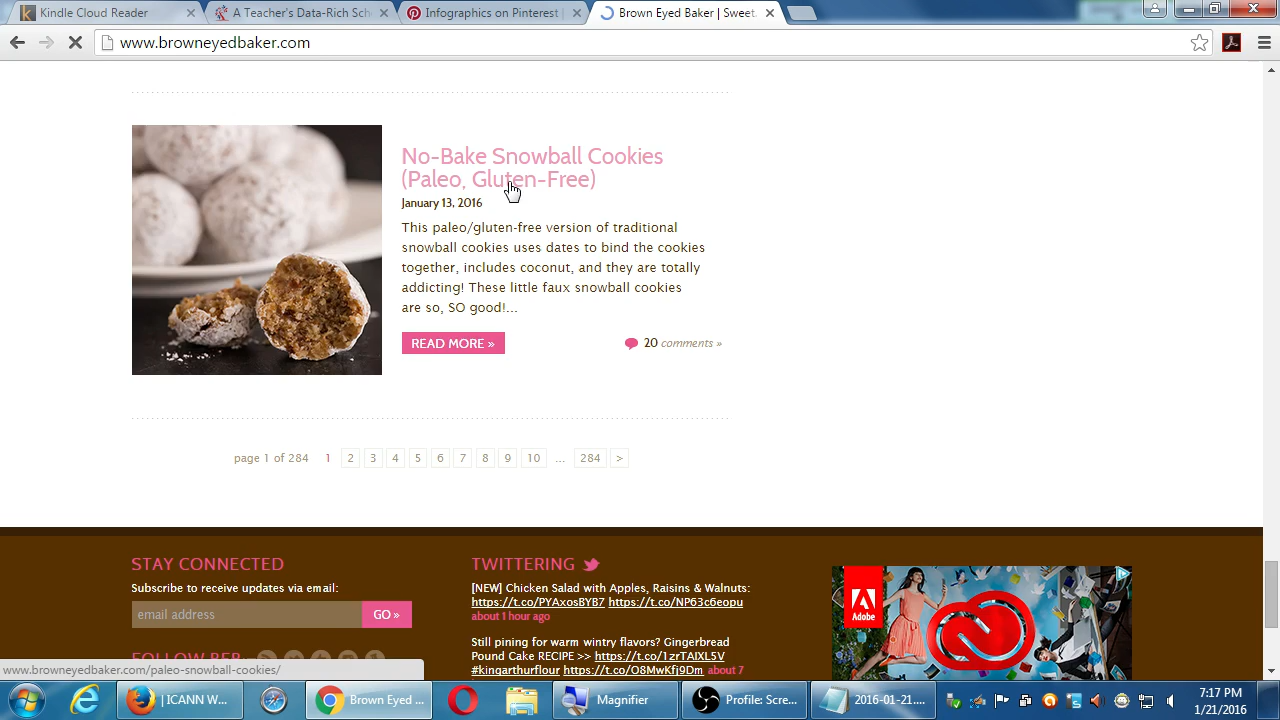 Kindle Cloud Reader
A Teacher's Data-Rich Sch
Infographics on Pinterest
Brown Eyed Baker | Sweet.
www.browneyedbaker.com
No-Bake Snowball Cookies
(Paleo, Gluten-Free)
January 13, 2016
This paleo/gluten-free version of traditional
snowball cookies uses dates to bind the cookies
together, includes coconut, and they are totally
addicting! These little faux snowball cookies
are so, SO good!...
READ MORE »
20 comments »
page 1 of 284 1 2 3 4 5 6 7 8 9 10 ... 284 >
STAY CONNECTED
Subscribe to receive updates via email:
email address
GO »
FOLLOW BEB
TWITTERING
[NEW] Chicken Salad with Apples, Raisins & Walnuts:
https://t.co/PYAxosBYB7 https://t.co/NP63c6eopu
about 1 hour ago
Still pining for warm wintry flavors? Gingerbread
Pound Cake RECIPE >> https://t.co/1zrTAIXL5V
#kingarthurflour https://t.co/O8MwKfj9Dm about 7
Adobe
www.browneyedbaker.com/paleo-snowball-cookies/
| ICANN W...
Brown Eyed ...
Magnifier
Profile: Scre...
2016-01-21....
7:17 PM
1/21/2016